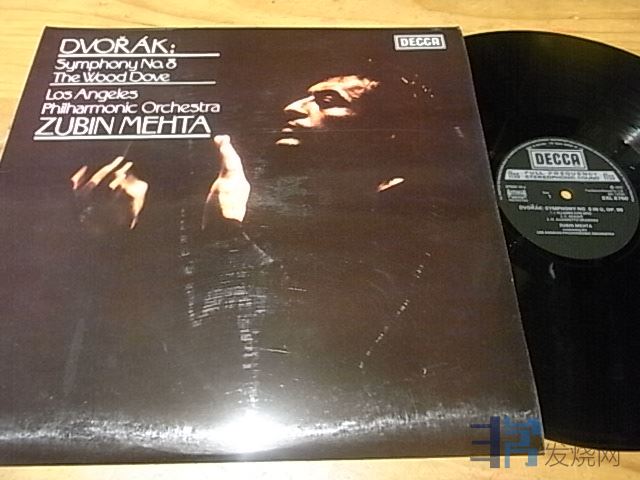 DVOŘÁK:
Symphony No. 8
The Wood Dove
Los Angeles
Philharmonic Orchestra
ZUBIN MEHTA
DECCA
DECCA
FULL FREQUENCY
STEREOPHONIC SOUND
SXL 6750
DVOŘÁK: SYMPHONY NO. 8 IN G, OP. 88
ZUBIN MEHTA
LOS ANGELES PHILHARMONIC ORCHESTRA
发烧网